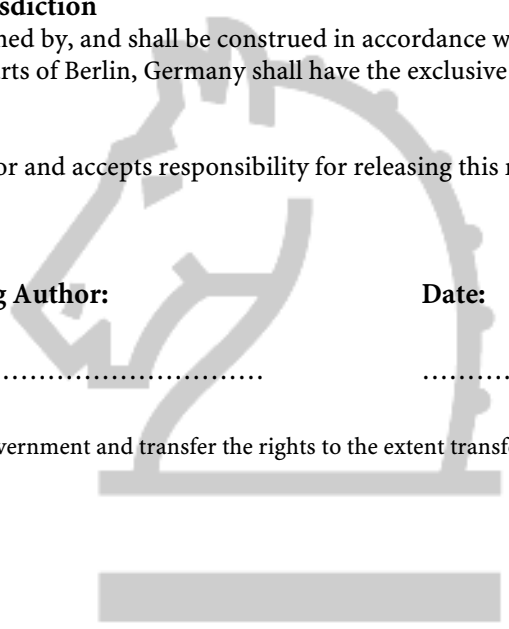 sdiction
ned by, and shall be construed in accordance w
rts of Berlin, Germany shall have the exclusive
or and accepts responsibility for releasing this
g Author:
Date:
………………………………
………
vernment and transfer the rights to the extent transf